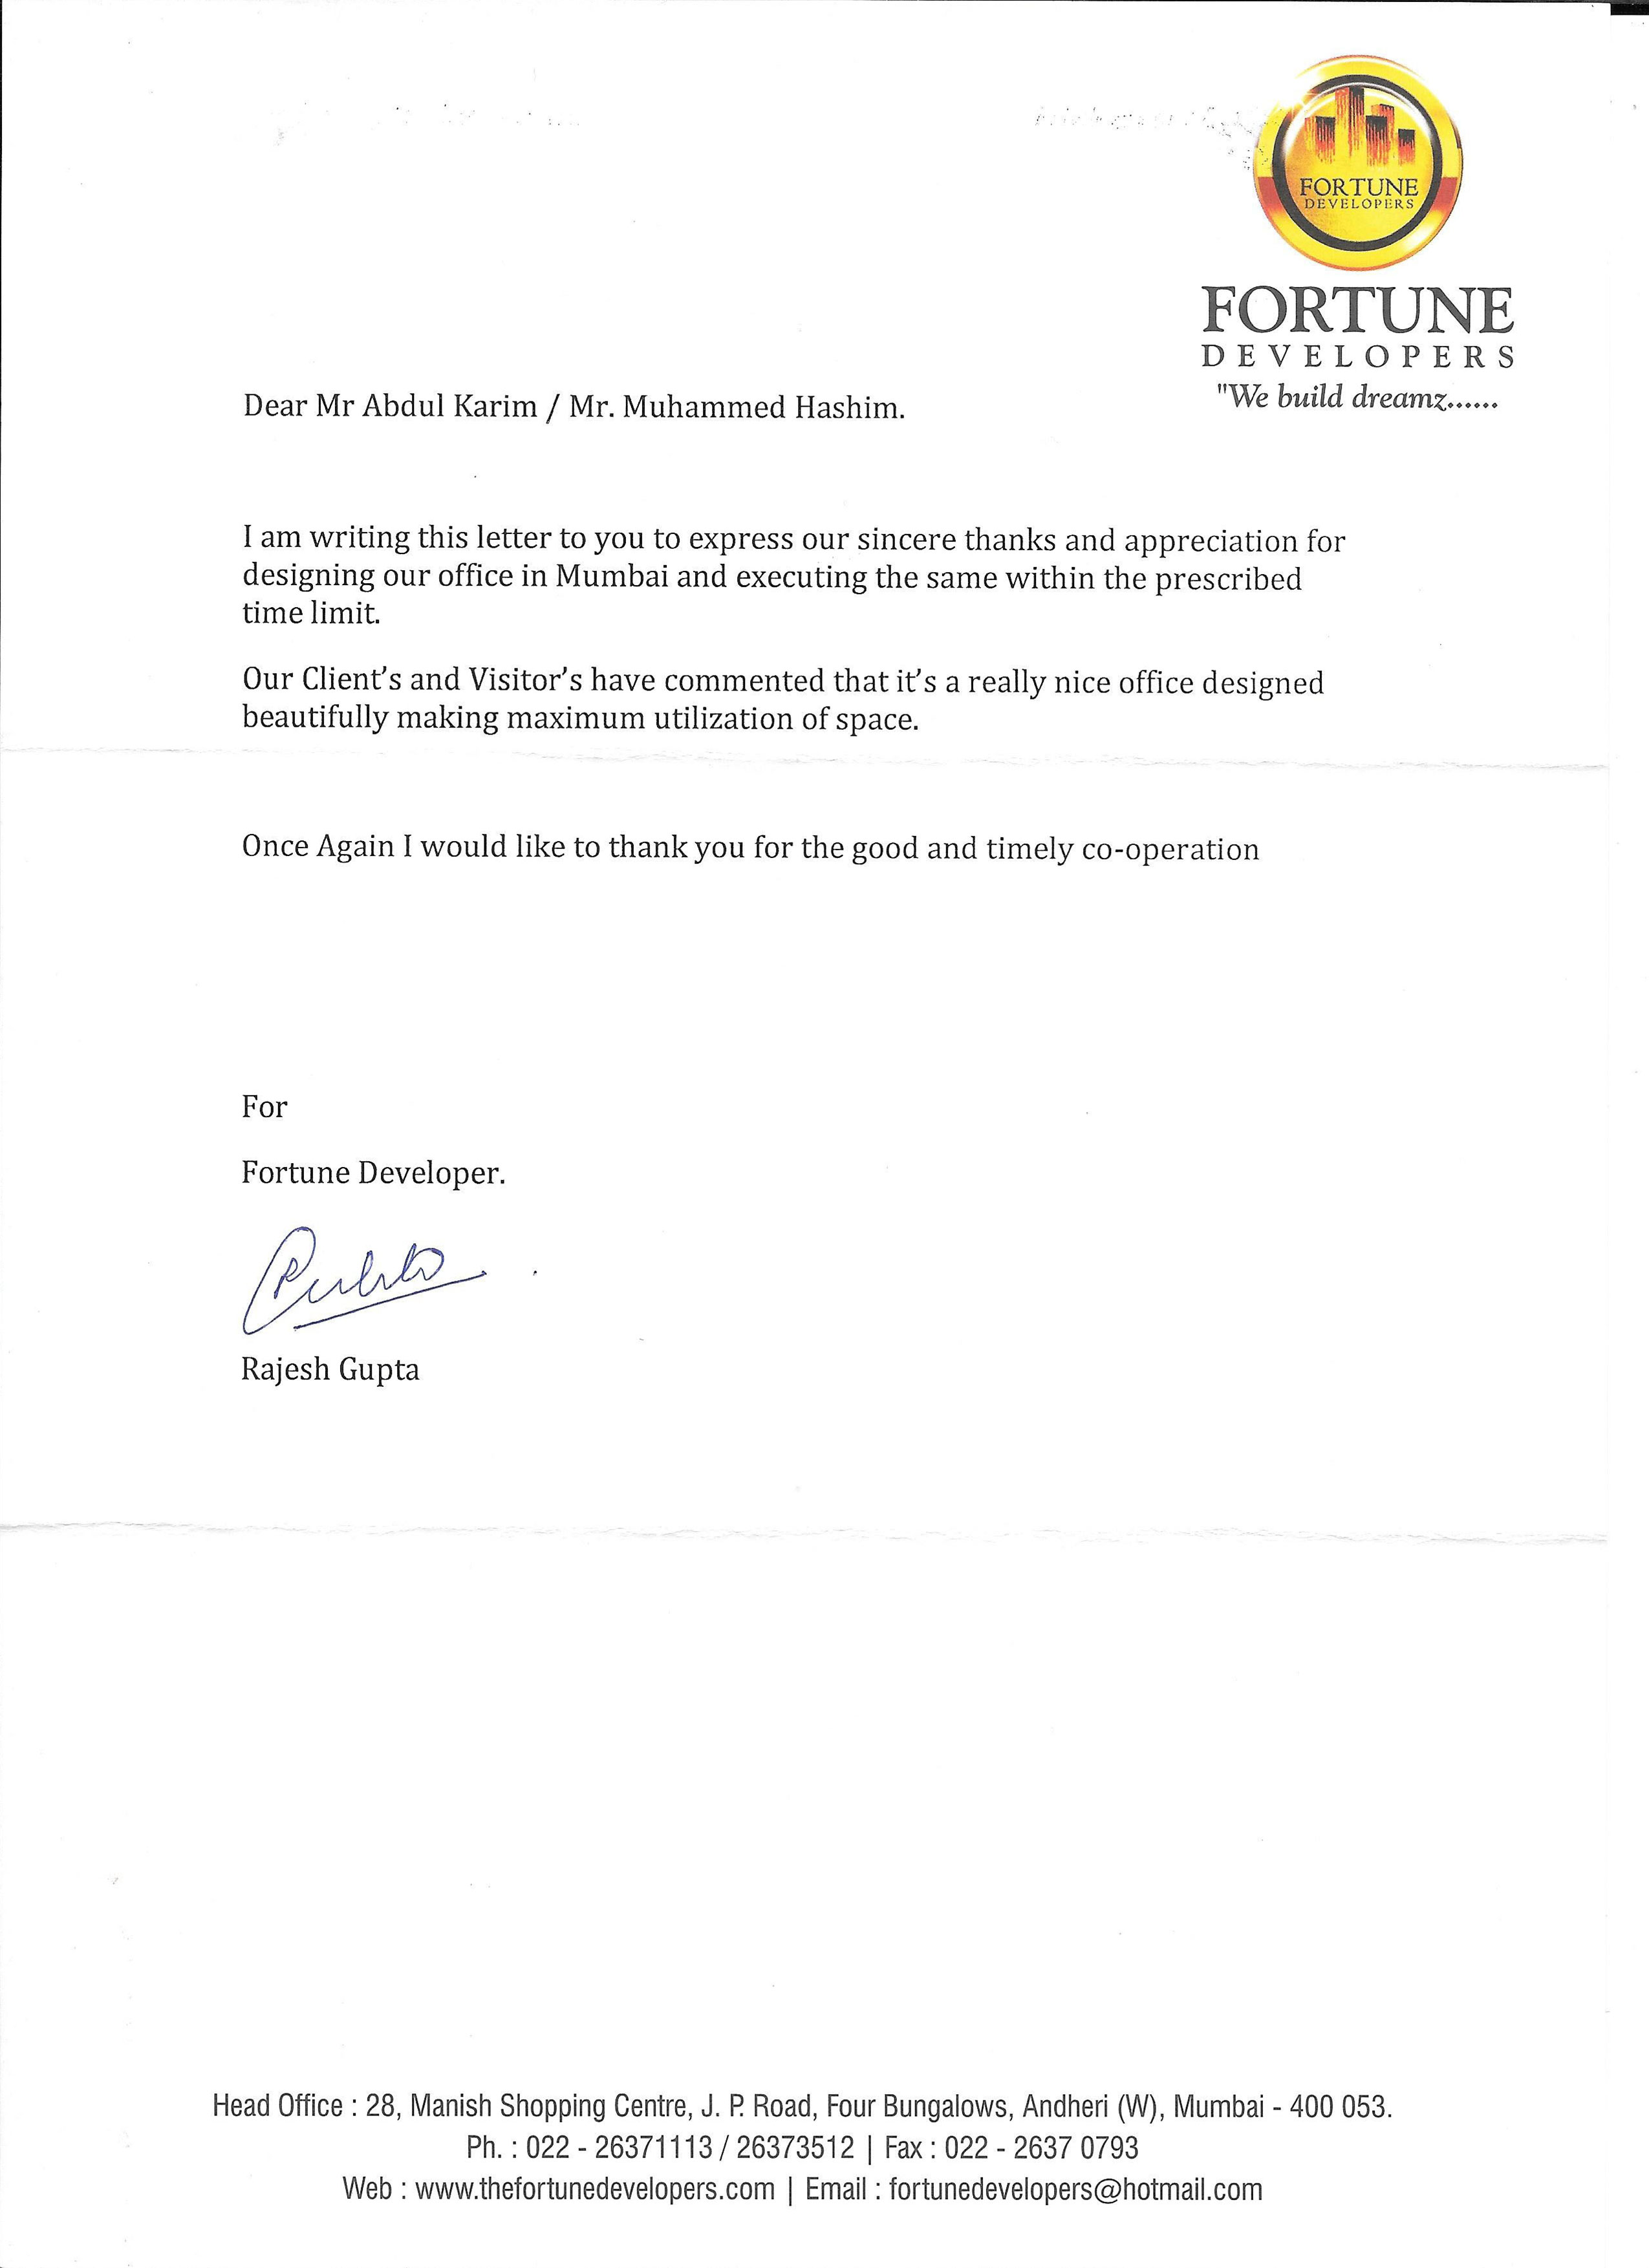 FORTUNE
DEVELOPERS
FORTUNE
DEVELOPERS
"We build dreamz......
Dear Mr Abdul Karim / Mr. Muhammed Hashim.
I am writing this letter to you to express our sincere thanks and appreciation for
designing our office in Mumbai and executing the same within the prescribed
time limit.
Our Client's and Visitor's have commented that it's a really nice office designed
beautifully making maximum utilization of space.
Once Again I would like to thank you for the good and timely co-operation
For
Fortune Developer.
Rajesh Gupta
Head Office : 28, Manish Shopping Centre, J. P. Road, Four Bungalows, Andheri (W), Mumbai - 400 053.
Ph. : 022 - 26371113 / 26373512 | Fax : 022 - 2637 0793
Web : www.thefortunedevelopers.com | Email : fortunedevelopers@hotmail.com